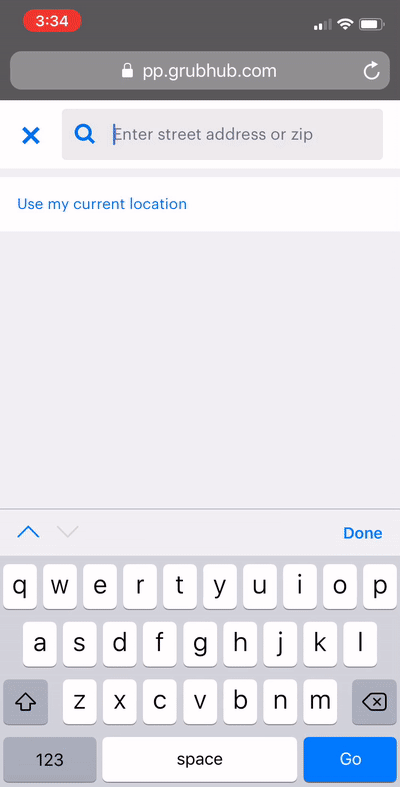 3:34
pp.grubhub.com
Enter street address or zip
Use my current location
Done
q w e r t y u i o p
a s d f g h j k l
z x c v b n m
123 space Go